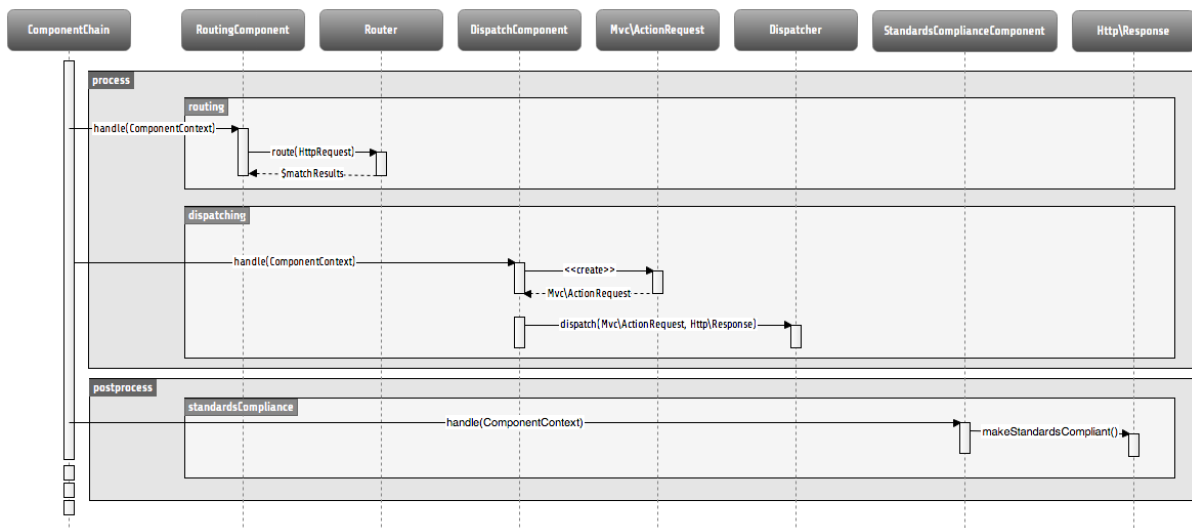 ComponentChain
RoutingComponent
Router
DispatchComponent
Mvc\ActionRequest
Dispatcher
StandardsComplianceComponent
Http\Response
process
routing
handle(ComponentContext)
route(HttpRequest)
$matchResults
dispatching
handle(ComponentContext)
<<create>>
Mvc\ActionRequest
dispatch(Mvc\ActionRequest, Http\Response)
postprocess
standardsCompliance
handle(ComponentContext)
makeStandardsCompliant()